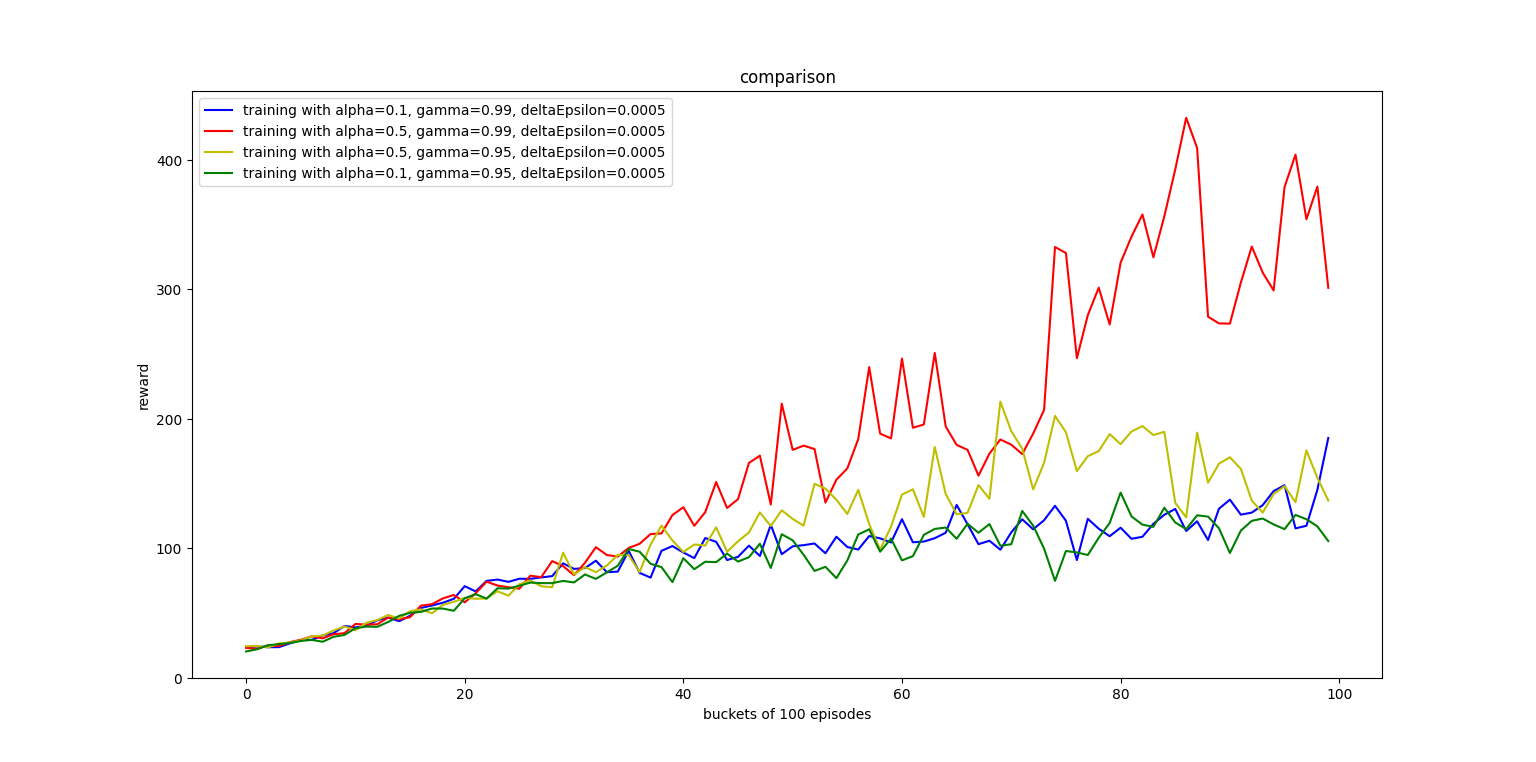 comparison
training with alpha=0.1, gamma=0.99, deltaEpsilon=0.0005
training with alpha=0.5, gamma=0.99, deltaEpsilon=0.0005
training with alpha=0.5, gamma=0.95, deltaEpsilon=0.0005
training with alpha=0.1, gamma=0.95, deltaEpsilon=0.0005
400
300
200
100
0
reward
0 20 40 60 80 100
buckets of 100 episodes